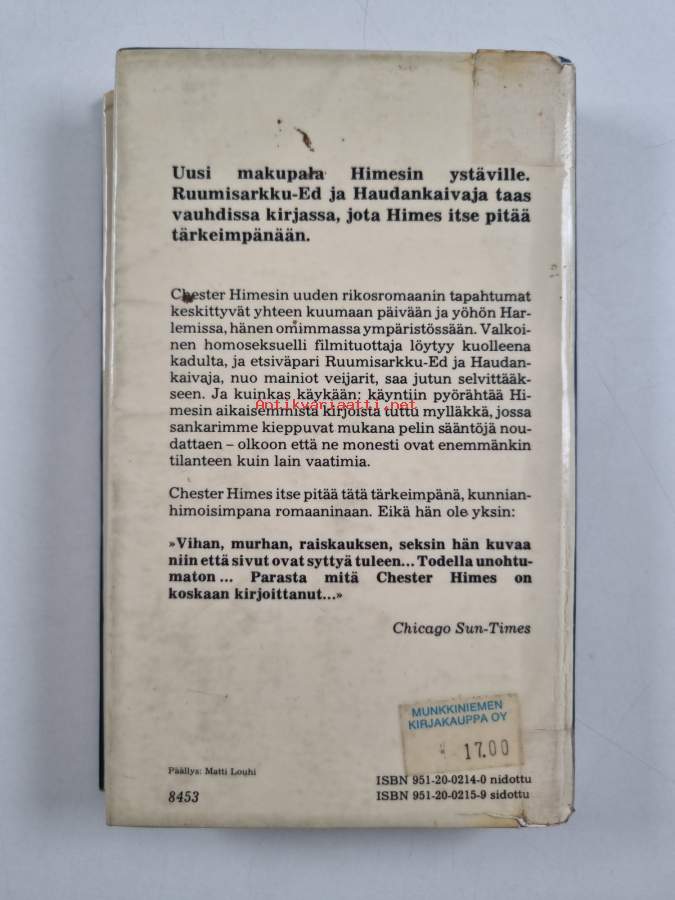 Uusi makupala Himesin ystäville.
Ruumisarkku-Ed ja Haudankaivaja taas
vauhdissa kirjassa, jota Himes itse pitää
tärkeimpänään.
Chester Himesin uuden rikosromaanin tapahtumat
keskittyvät yhteen kuumaan päivään ja yöhön Har-
lemissa, hänen omimmassa ympäristössään. Valkoi-
nen homoseksuelli filmituottaja löytyy kuolleena
kadulta, ja etsiväpari Ruumisarkku-Ed ja Haudan-
kaivaja, nuo mainiot veijarit, saa jutun selvittääk-
seen. Ja kuinkas käykään: käyntiin pyörähtää Hi-
Antikvariaatti.net
mesin aikaisemmista kirjoista tuttu mylläkkä, jossa
sankarimme kieppuvat mukana pelin sääntöjä nou-
dattaen – olkoon että ne monesti ovat enemmänkin
tilanteen kuin lain vaatimia.
Chester Himes itse pitää tätä tärkeimpänä, kunnian-
himoisimpana romaaninaan. Eikä hän ole yksin:
»Vihan, murhan, raiskauksen, seksin hän kuvaa
niin että sivut ovat syttyä tuleen... Todella unohtu-
maton ... Parasta mitä Chester Himes on
koskaan kirjoittanut...»
Chicago Sun-Times
MUNKKINIEMEN
KIRJAKAUPPA OY
17.00
Päällys: Matti Louhi
8453
ISBN 951-20-0214-0 nidottu
ISBN 951-20-0215-9 sidottu